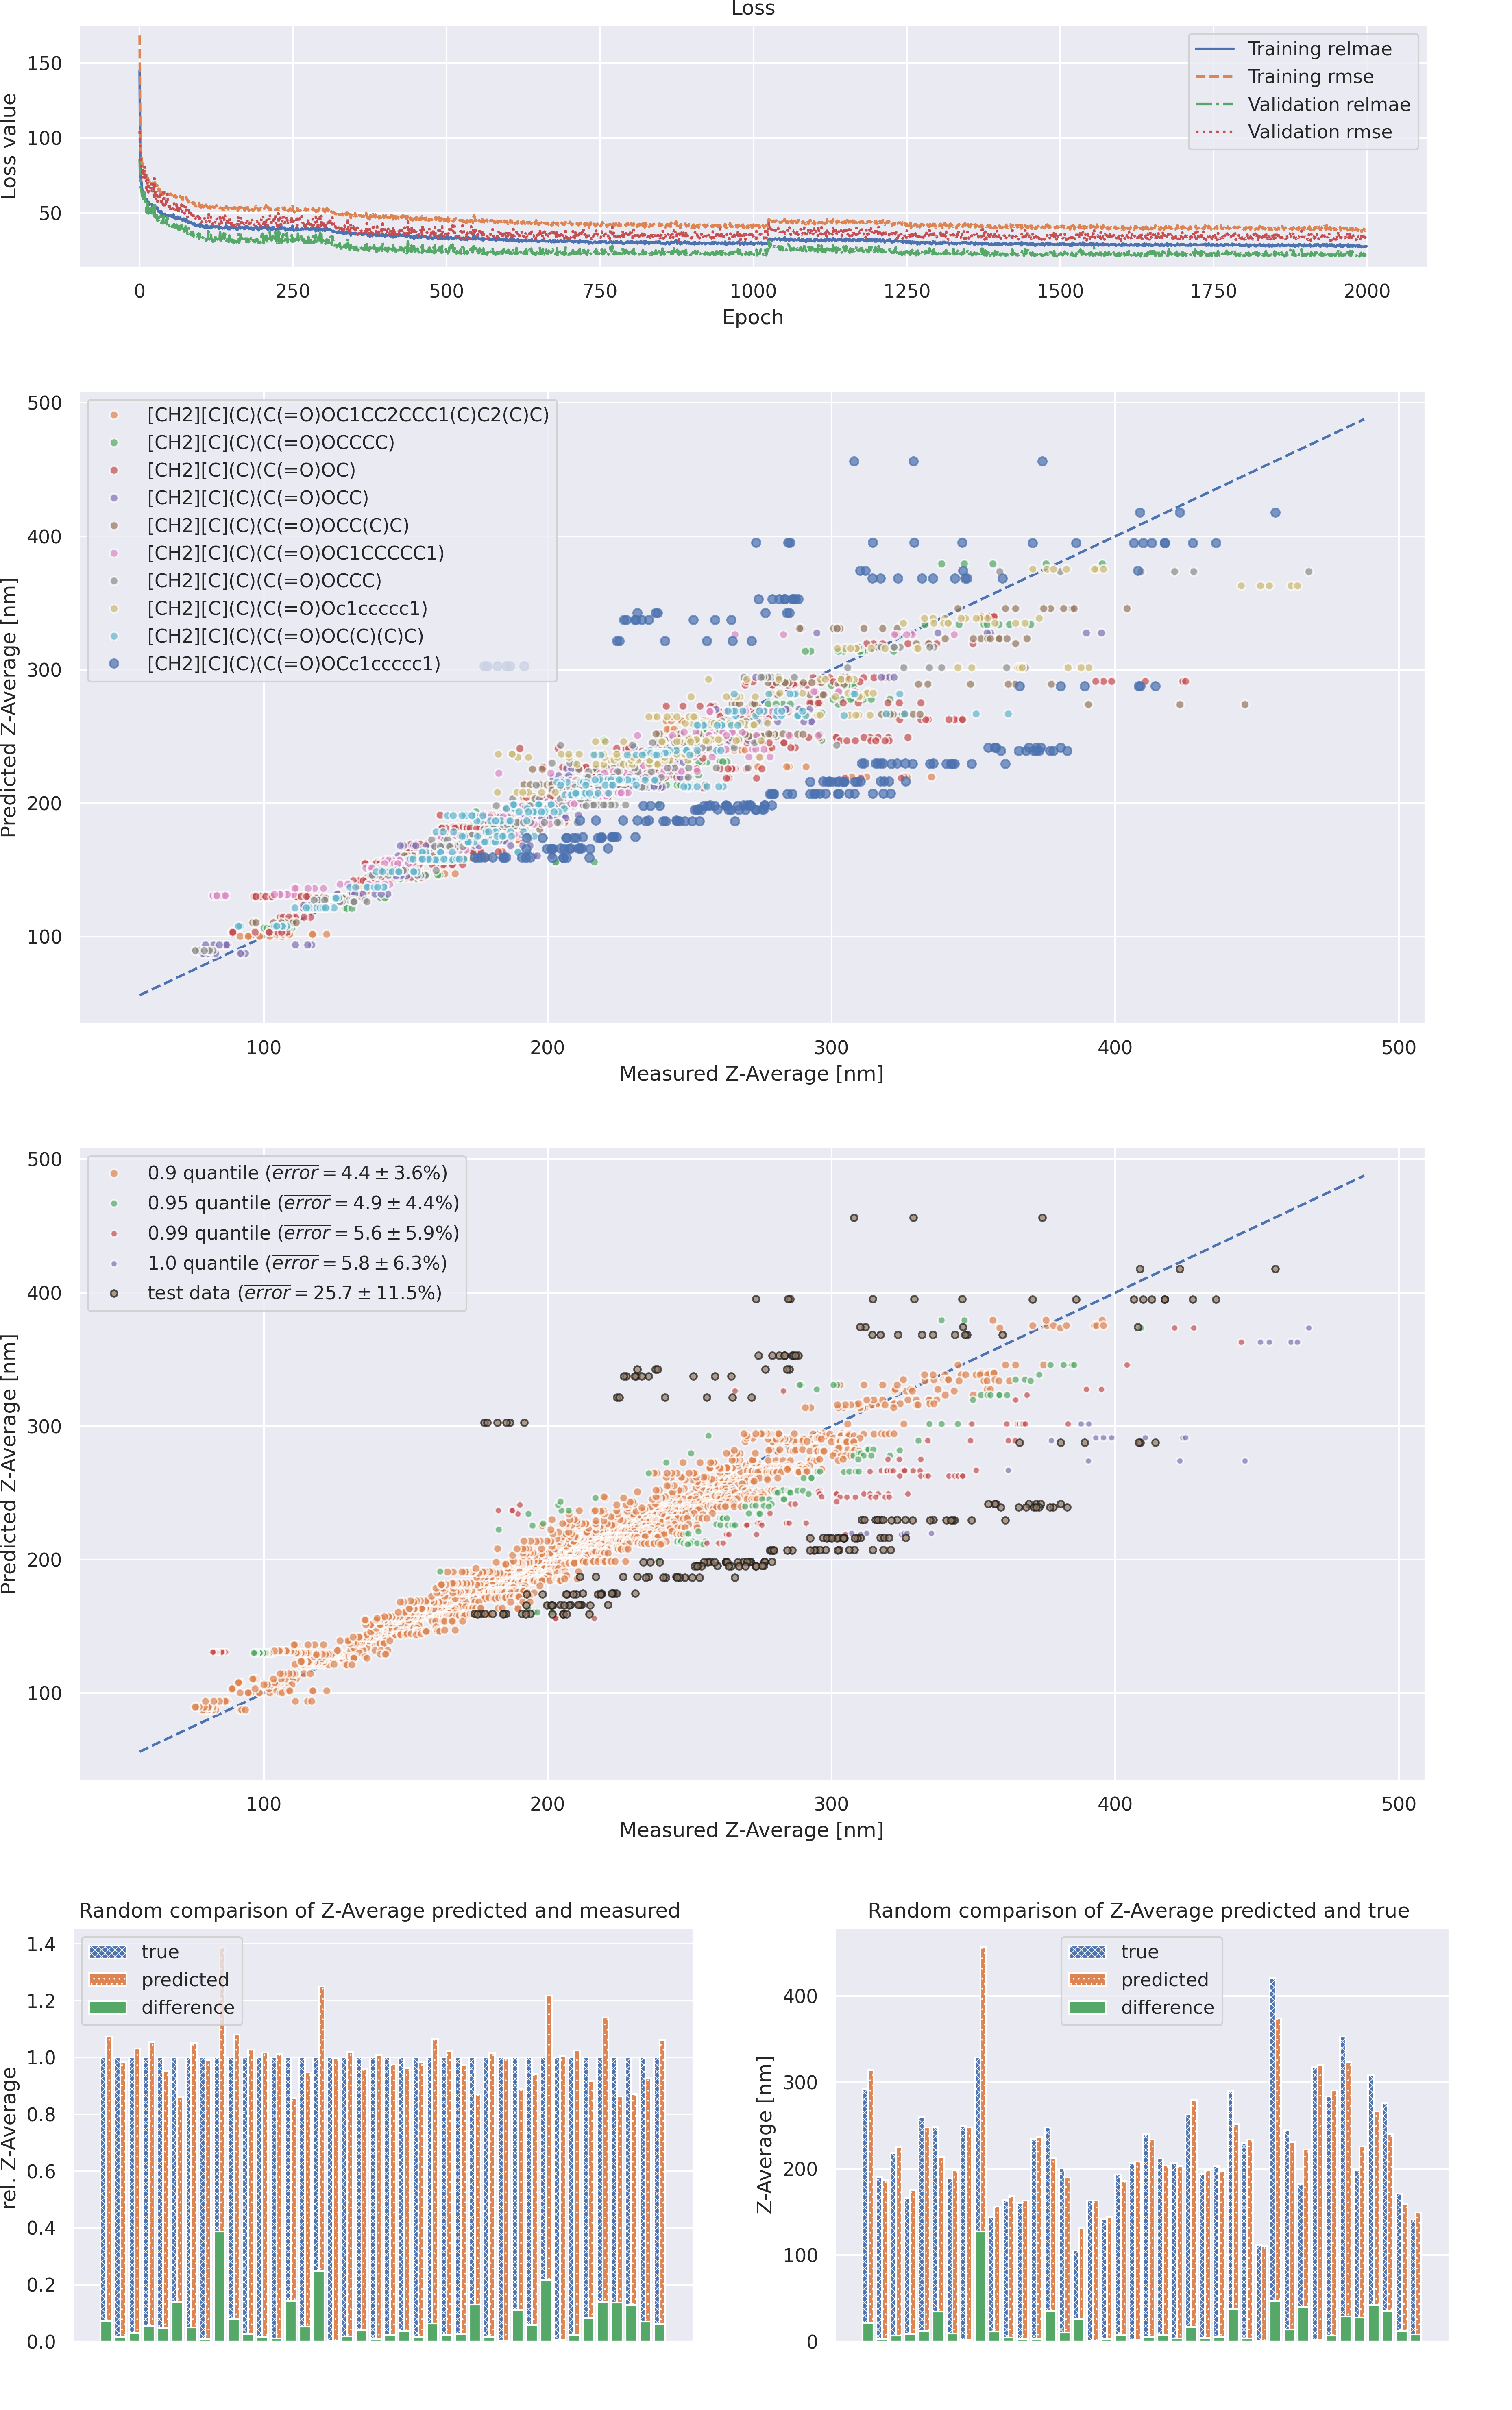 Loss
Loss value
150
100
50
Training relmae
Training rmse
Validation relmae
Validation rmse
0 250 500 750 1000 1250 1500 1750 2000
Epoch
Predicted Z-Average [nm]
500
400
300
200
100
[CH2][C](C)(C(=O)OC1CC2CCC1(C)C2(C)C)
[CH2][C](C)(C(=O)OCCCC)
[CH2][C](C)(C(=O)OC)
[CH2][C](C)(C(=O)OCC)
[CH2][C](C)(C(=O)OCC(C)C)
[CH2][C](C)(C(=O)OC1CCCCC1)
[CH2][C](C)(C(=O)OCCC)
[CH2][C](C)(C(=O)Oc1ccccc1)
[CH2][C](C)(C(=O)OC(C)(C)C)
[CH2][C](C)(C(=O)OCc1ccccc1)
100 200 300 400 500
Measured Z-Average [nm]
Predicted Z-Average [nm]
500
400
300
200
100
0.9 quantile (error = 4.4 ± 3.6%)
0.95 quantile (error = 4.9 ± 4.4%)
0.99 quantile (error = 5.6 ± 5.9%)
1.0 quantile (error = 5.8 ± 6.3%)
test data (error = 25.7 ± 11.5%)
100 200 300 400 500
Measured Z-Average [nm]
Random comparison of Z-Average predicted and measured
rel. Z-Average
1.4
1.2
1.0
0.8
0.6
0.4
0.2
0.0
true
predicted
difference
Random comparison of Z-Average predicted and true
Z-Average [nm]
400
300
200
100
0
true
predicted
difference